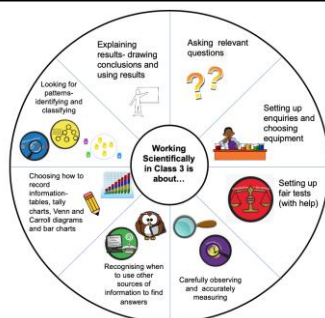 Working
Scientifically
in Class 3 is
about...
Asking relevant
questions
Setting up
enquiries and
choosing
equipment
Setting up
fair tests
(with help)
Carefully observing
and accurately
measuring
Recognising when
to use other
sources of
information to find
answers
Choosing how to
record
information-
tables, tally
charts, Venn and
Carroll diagrams
and bar charts
Looking for
patterns-
identifying and
classifying
Explaining
results- drawing
conclusions and
using results